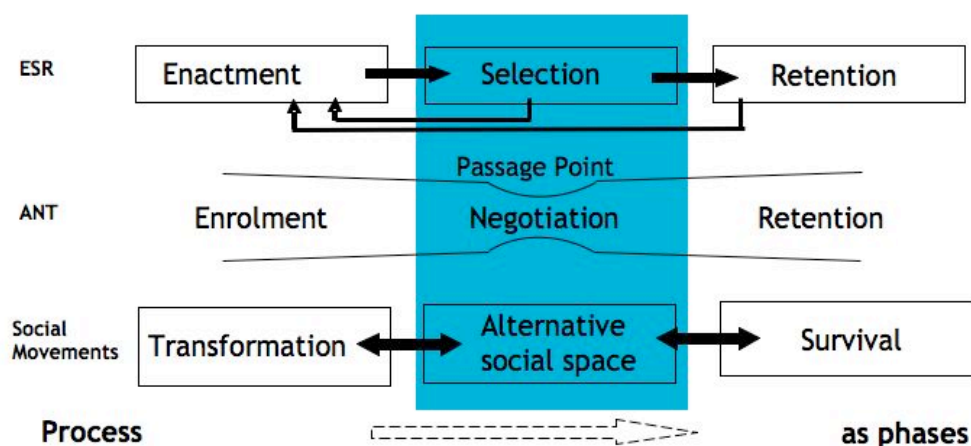 ESR
Enactment
Selection
Retention
Passage Point
ANT
Enrolment
Negotiation
Retention
Social
Movements
Transformation
Alternative
social space
Survival
Process
as phases